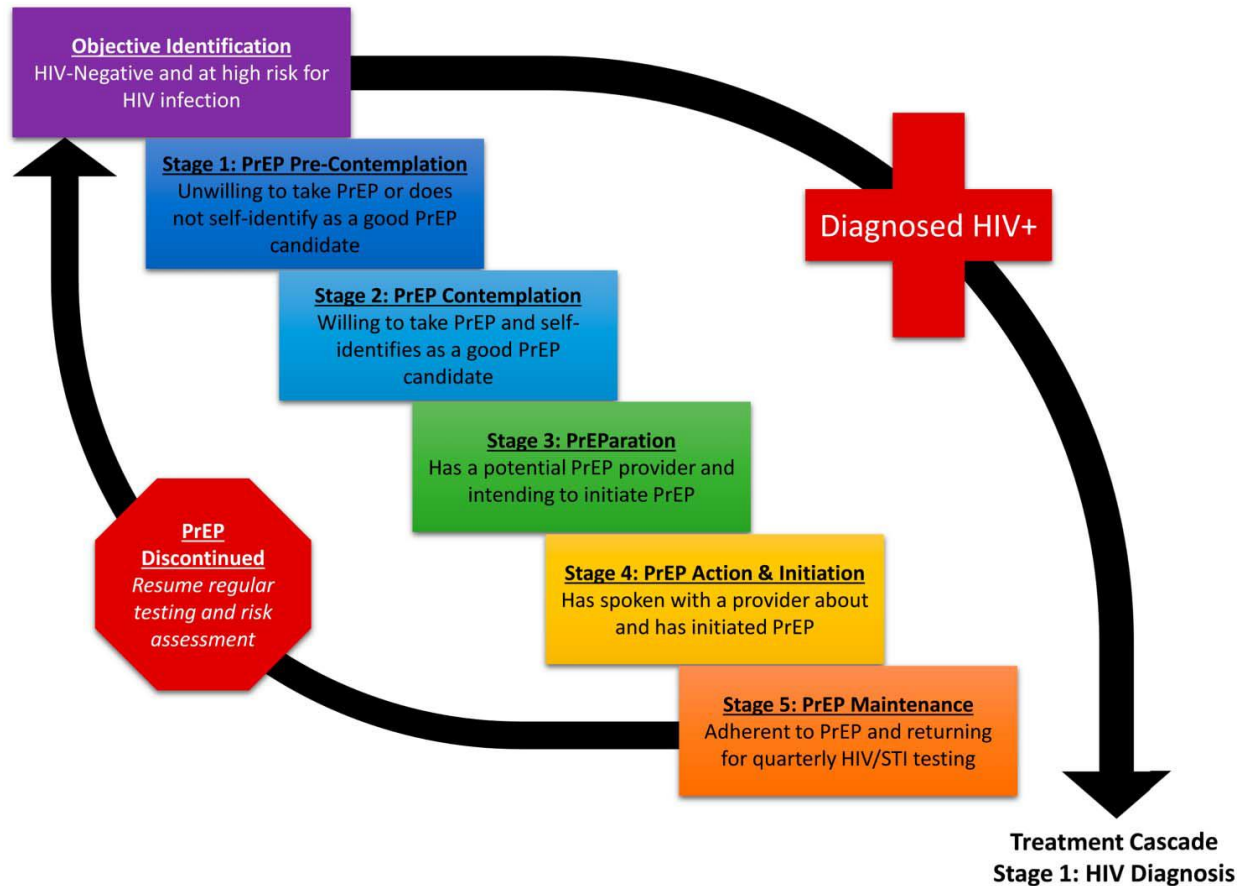 Objective Identification
HIV-Negative and at high risk for
HIV infection
Stage 1: PrEP Pre-Contemplation
Unwilling to take PrEP or does
not self-identify as a good PrEP
candidate
Diagnosed HIV+
Stage 2: PrEP Contemplation
Willing to take PrEP and self-
identifies as a good PrEP
candidate
Stage 3: PrEParation
Has a potential PrEP provider and
intending to initiate PrEP
PrEP
Discontinued
Resume regular
testing and risk
assessment
Stage 4: PrEP Action & Initiation
Has spoken with a provider about
and has initiated PrEP
Stage 5: PrEP Maintenance
Adherent to PrEP and returning
for quarterly HIV/STI testing
Treatment Cascade
Stage 1: HIV Diagnosis